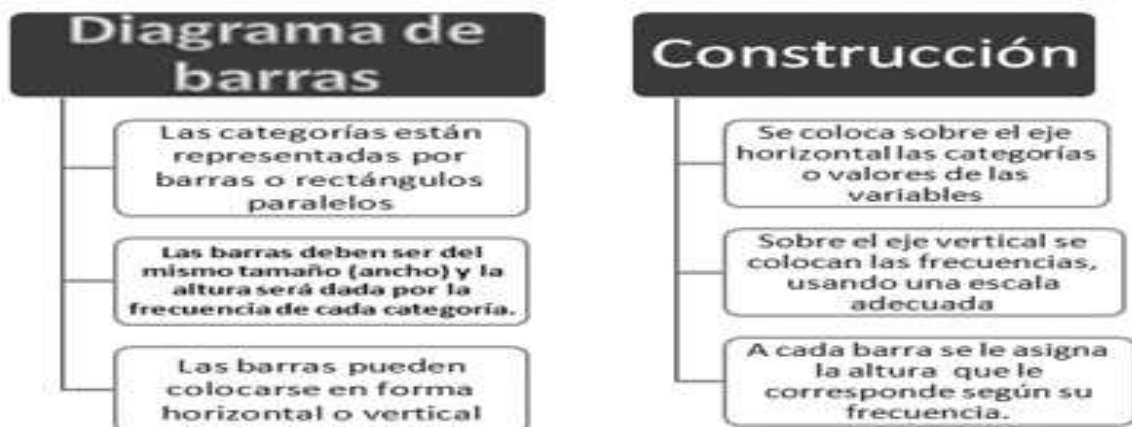 Diagrama de
barras
Las categorías están
representadas por
barras o rectángulos
paralelos
Las barras deben ser del
mismo tamaño (ancho) y la
altura será dada por la
frecuencia de cada categoría.
Las barras pueden
colocarse en forma
horizontal o vertical
Construcción
Se coloca sobre el eje
horizontal las categorías
o valores de las
variables
Sobre el eje vertical se
colocan las frecuencias,
usando una escala
adecuada
A cada barra se le asigna
la altura que le
corresponde según su
frecuencia.